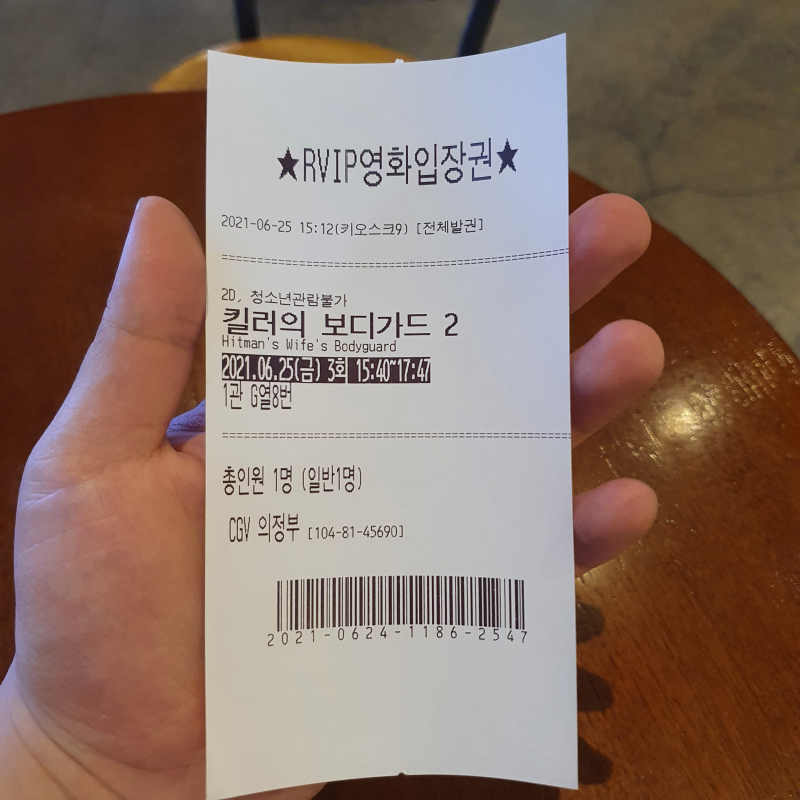 ★RVIP영화입장권★
2021-06-25 15:12(키오스크9) [전체발권]
2D, 청소년관람불가
킬러의 보디가드 2
Hitman's Wife's Bodyguard
2021.06.25(금) 3회 15:40~17:47
1관 G열8번
총인원 1명 (일반1명)
CGV 의정부 [104-81-45690]
2021-0624-1186-2547